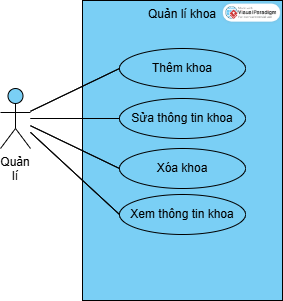 Quản lí khoa
Visual Paradigm
Thêm khoa
Sửa thông tin khoa
Xóa khoa
Xem thông tin khoa
Quản
lí